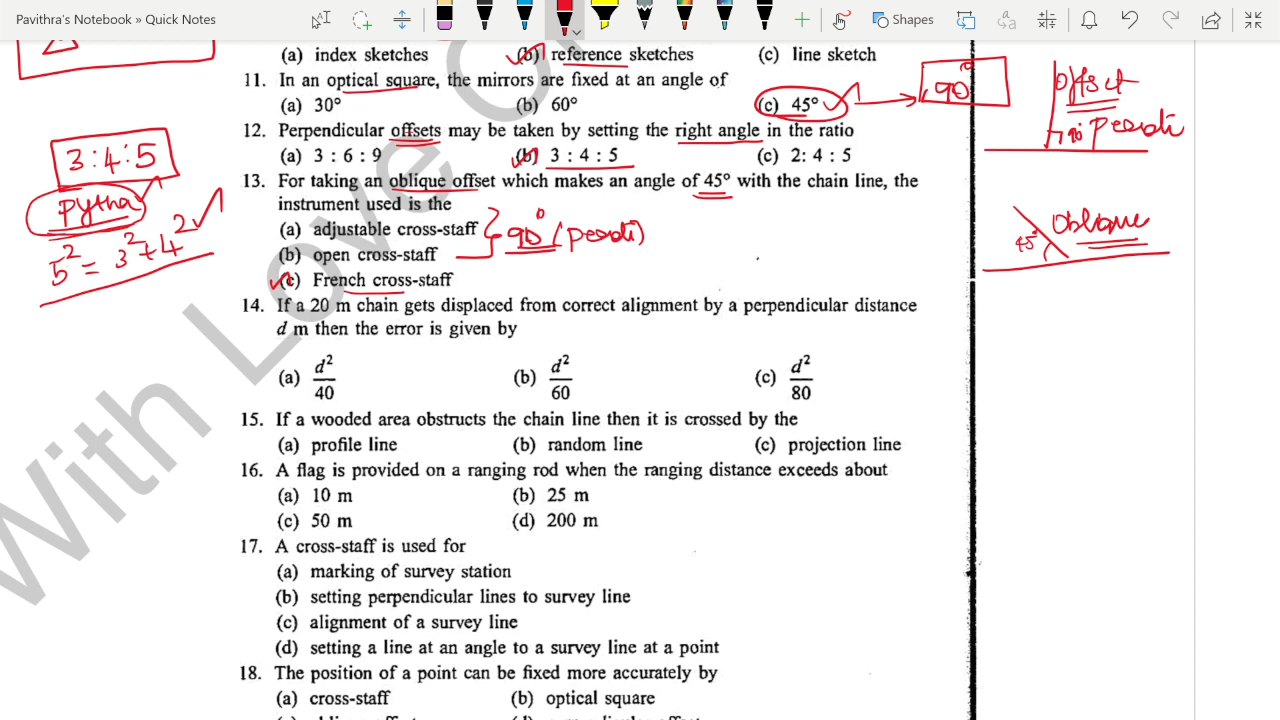 Pavithra's Notebook » Quick Notes
Shapes
(a) index sketches (b) reference sketches (c) line sketch
11. In an optical square, the mirrors are fixed at an angle of
(a) 30° (b) 60° (c) 45°
90°
offset
90
3:4:5
12. Perpendicular offsets may be taken by setting the right angle in the ratio
(a) 3 : 6 : 9 (b) 3 : 4 : 5 (c) 2: 4 : 5
Pytha
5² = 3² + 4²
13. For taking an oblique offset which makes an angle of 45° with the chain line, the
instrument used is the
(a) adjustable cross-staff
90°
(b) open cross-staff
(c) French cross-staff
oblique
45°
14. If a 20 m chain gets displaced from correct alignment by a perpendicular distance
d m then the error is given by
(a) d²/40 (b) d²/60 (c) d²/80
15. If a wooded area obstructs the chain line then it is crossed by the
(a) profile line (b) random line (c) projection line
16. A flag is provided on a ranging rod when the ranging distance exceeds about
(a) 10 m (b) 25 m
(c) 50 m (d) 200 m
17. A cross-staff is used for
(a) marking of survey station
(b) setting perpendicular lines to survey line
(c) alignment of a survey line
(d) setting a line at an angle to a survey line at a point
18. The position of a point can be fixed more accurately by
(a) cross-staff (b) optical square
With Love